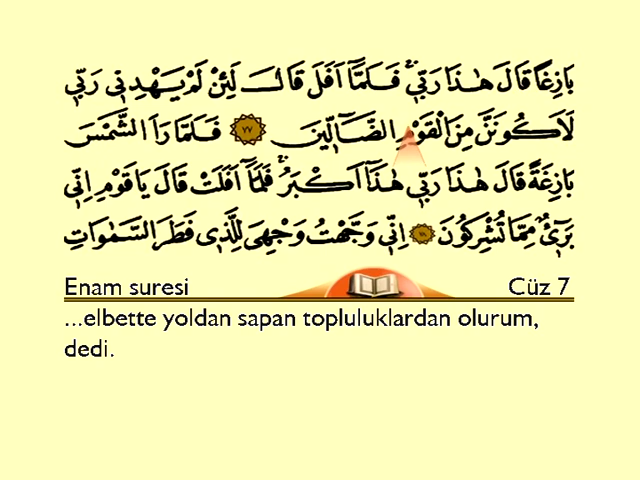 بَازِغًا قَالَ هٰذَا رَبّ۪ي فَلَمَّٓا اَفَلَ قَالَ لَئِنْ لَمْ يَهْدِن۪ي رَبّ۪ي
لَاَكُونَنَّ مِنَ الْقَوْمِ الضَّٓالّ۪ينَ ٧٧ فَلَمَّا رَاَ الشَّمْسَ
بَازِغَةً قَالَ هٰذَا رَبّ۪ي هٰذَٓا اَكْبَرُ فَلَمَّٓا اَفَلَتْ قَالَ يَا قَوْمِ اِنّ۪ي
بَر۪ٓيءٌ مِمَّا تُشْرِكُونَ ٧٨ اِنّ۪ي وَجَّهْتُ وَجْهِيَ لِلَّذ۪ي فَطَرَ السَّمٰوَاتِ
Enam suresi Cüz 7
...elbette yoldan sapan topluluklardan olurum,
dedi.